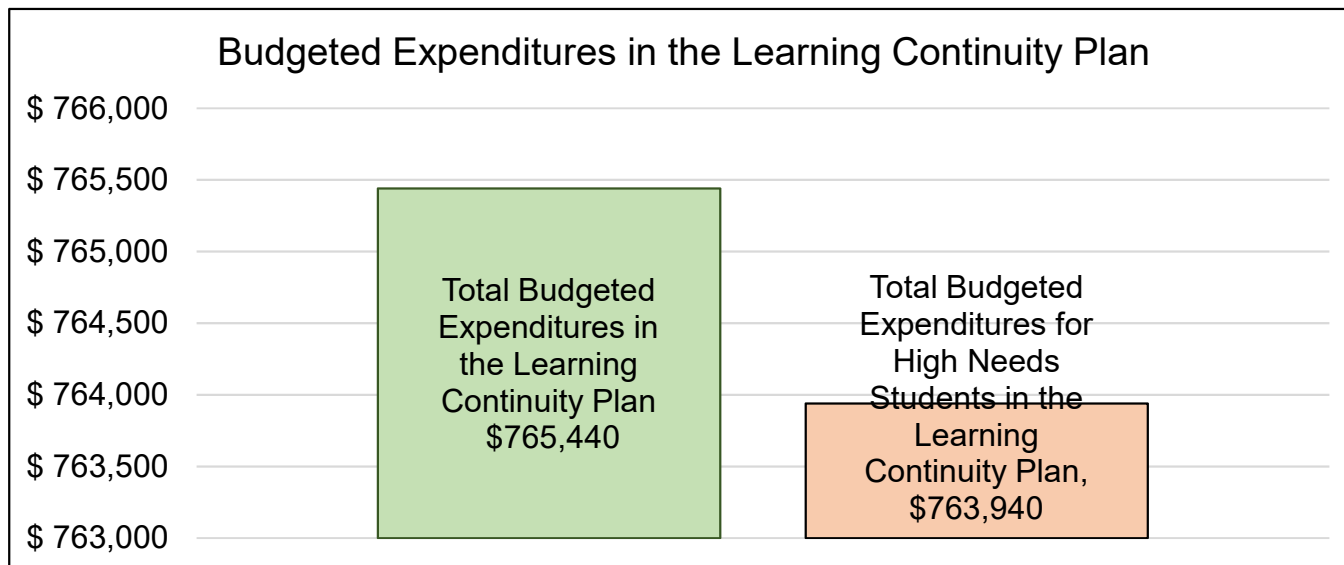 Budgeted Expenditures in the Learning Continuity Plan
$ 766,000
$ 765,500
$ 765,000
$ 764,500
$ 764,000
$ 763,500
$ 763,000
Total Budgeted
Expenditures in
the Learning
Continuity Plan
$765,440
Total Budgeted
Expenditures for
High Needs
Students in the
Learning
Continuity Plan,
$763,940